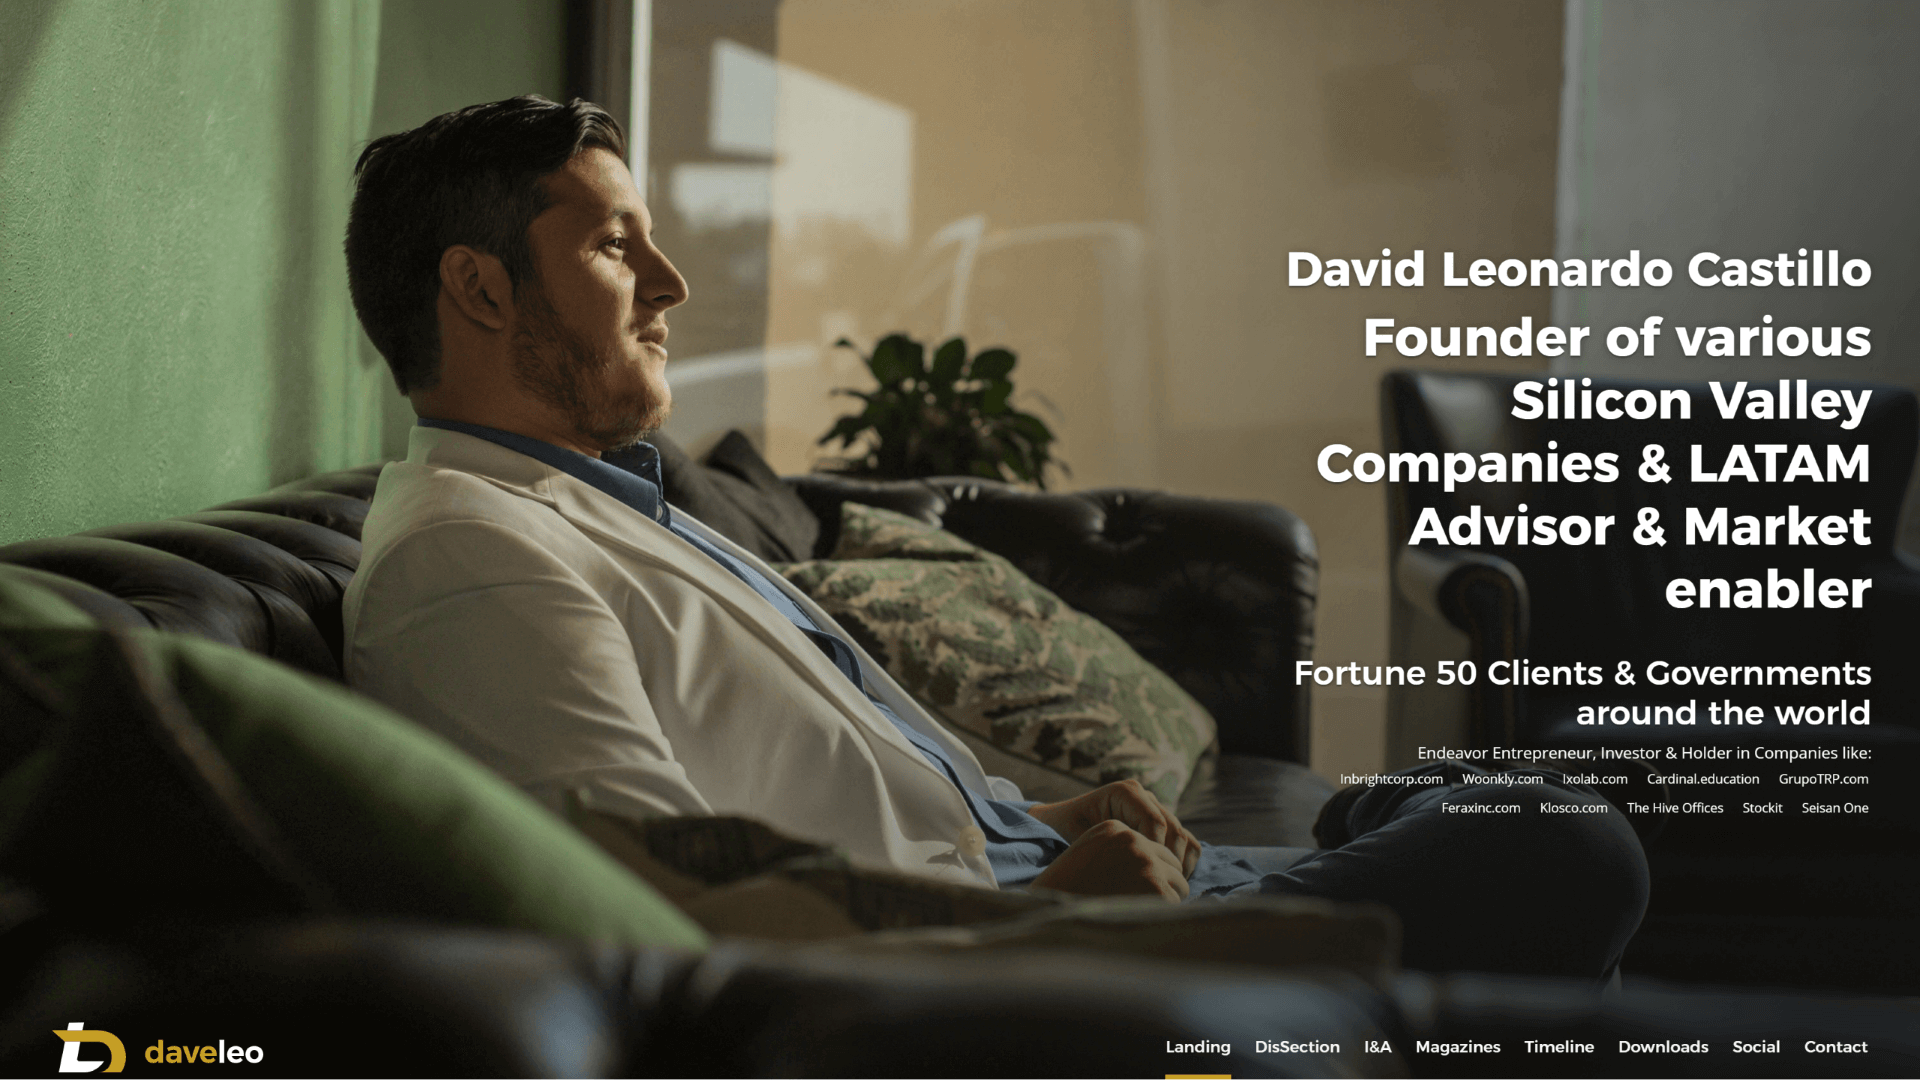 David Leonardo Castillo
Founder of various
Silicon Valley
Companies & LATAM
Advisor & Market
enabler
Fortune 50 Clients & Governments
around the world
Endeavor Entrepreneur, Investor & Holder in Companies like:
Inbrightcorp.com Woonkly.com Ixolab.com Cardinal.education GrupoTRP.com
Feraxinc.com Klosco.com The Hive Offices Stockit Seisan One
daveleo
Landing DisSection I&A Magazines Timeline Downloads Social Contact